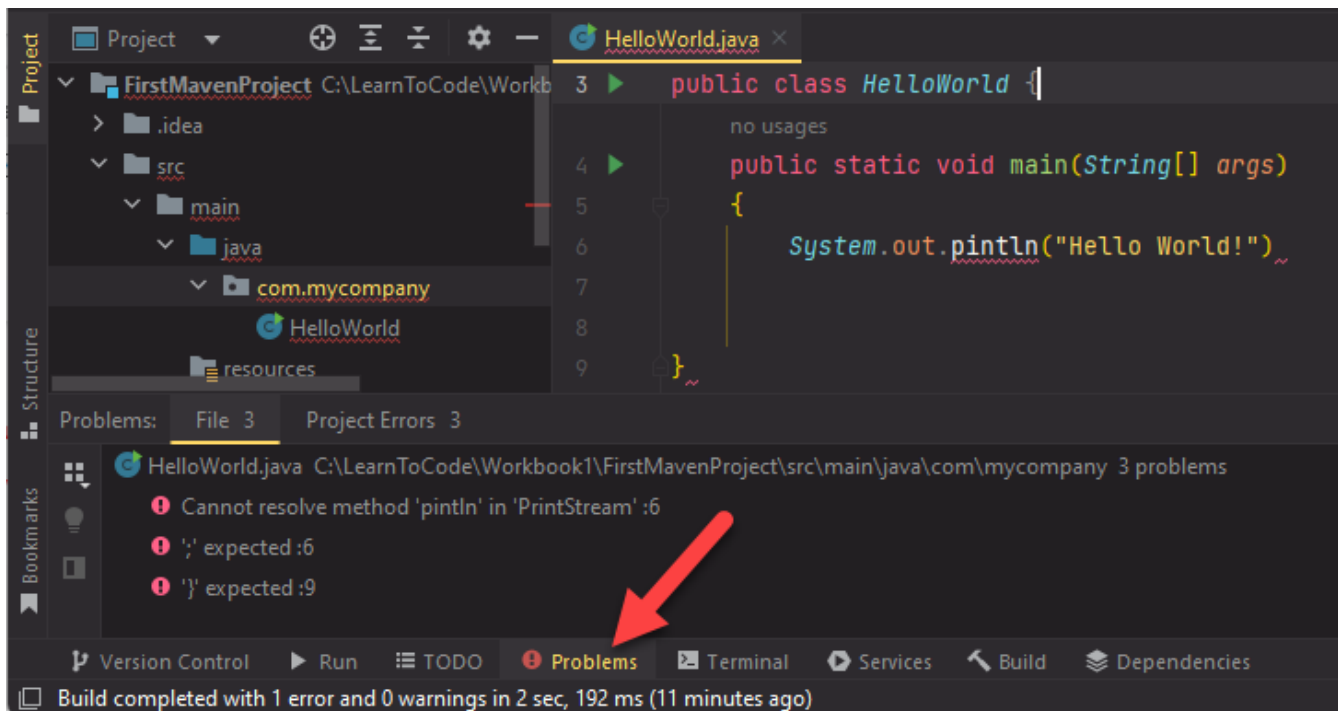 Project
Project
HelloWorld.java
FirstMavenProject C:\LearnToCode\Workb
3 public class HelloWorld {
.idea
no usages
src
4 public static void main(String[] args)
main
5 {
java
6 System.out.pintln("Hello World!")
com.mycompany
7
HelloWorld
8
resources
9 }
Structure
Bookmarks
Problems: File 3 Project Errors 3
HelloWorld.java C:\LearnToCode\Workbook1\FirstMavenProject\src\main\java\com\mycompany 3 problems
Cannot resolve method 'pintln' in 'PrintStream' :6
';' expected :6
'}' expected :9
Version Control Run TODO Problems Terminal Services Build Dependencies
Build completed with 1 error and 0 warnings in 2 sec, 192 ms (11 minutes ago)